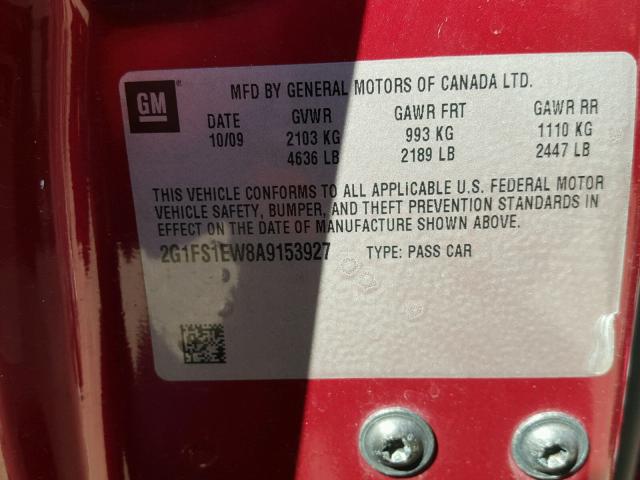 GM
®
MFD BY GENERAL MOTORS OF CANADA LTD.
DATE GVWR GAWR FRT GAWR RR
10/09 2103 KG 993 KG 1110 KG
4636 LB 2189 LB 2447 LB
THIS VEHICLE CONFORMS TO ALL APPLICABLE U.S. FEDERAL MOTOR
VEHICLE SAFETY, BUMPER, AND THEFT PREVENTION STANDARDS IN
EFFECT ON THE DATE OF MANUFACTURE SHOWN ABOVE.
2G1FS1EW8A9153927 TYPE: PASS CAR